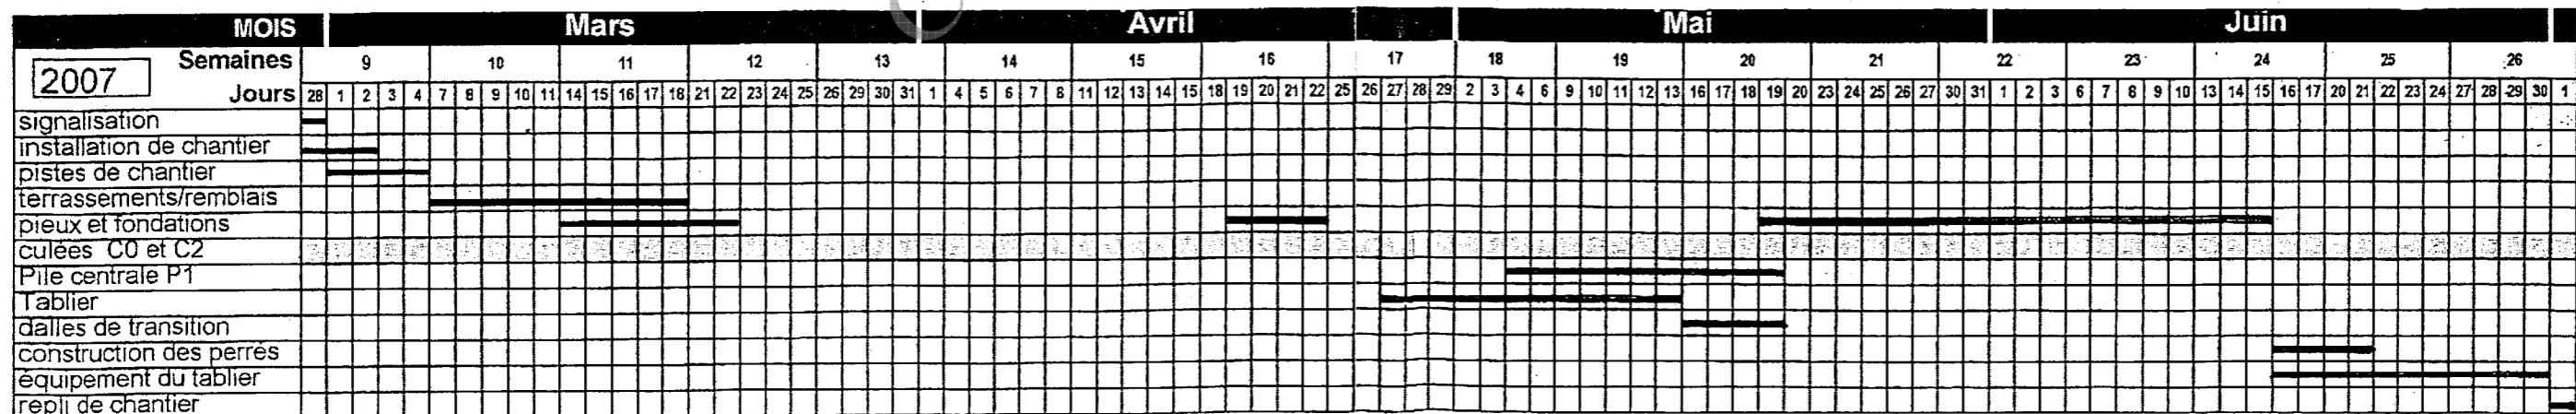 MOIS Mars Avril Mai Juin
Semaines 9 10 11 12 13 14 15 16 17 18 19 20 21 22 23 24 25 26
2007
Jours 28 1 2 3 4 7 8 9 10 11 14 15 16 17 18 21 22 23 24 25 26 29 30 31 1 4 5 6 7 8 11 12 13 14 15 18 19 20 21 22 25 26 27 28 29 2 3 4 6 9 10 11 12 13 16 17 18 19 20 23 24 25 26 27 30 31 1 2 3 6 7 8 9 10 13 14 15 16 17 20 21 22 23 24 27 28 29 30 1
signalisation
installation de chantier
pistes de chantier
terrassements/remblais
pieux et fondations
culées C0 et C2
Pile centrale P1
Tablier
dalles de transition
construction des perrés
équipement du tablier
repli de chantier